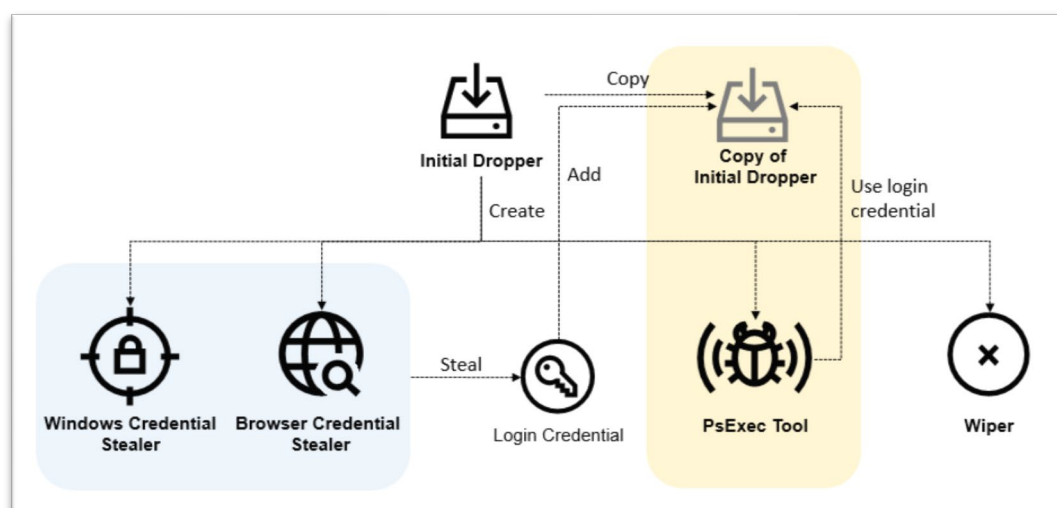 Copy
Initial Dropper
Copy of
Initial Dropper
Add
Use login
credential
Create
Steal
Windows Credential
Stealer
Browser Credential
Stealer
Login Credential
PsExec Tool
Wiper